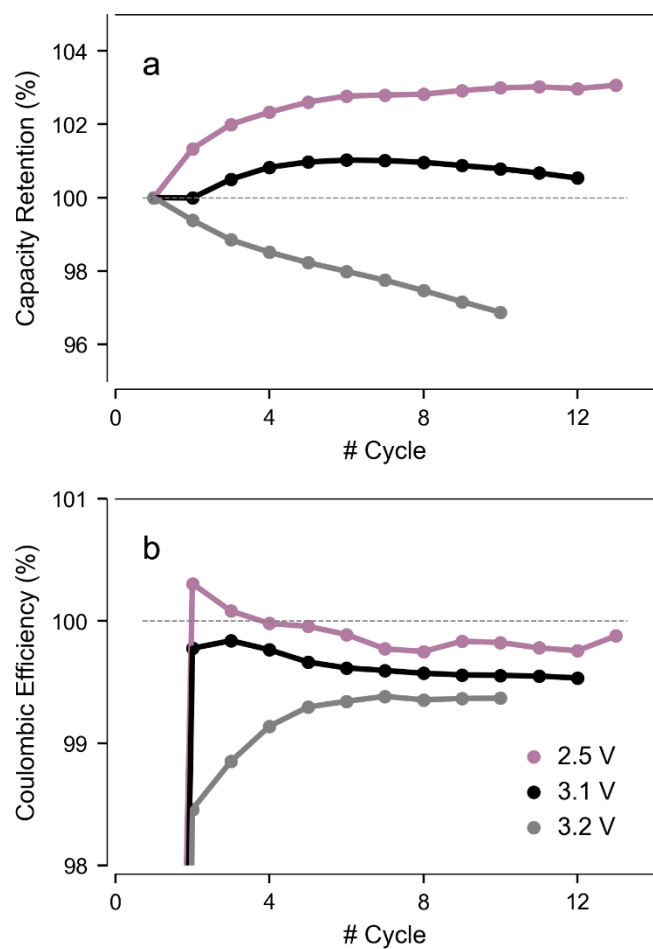 104
102
100
98
96
Capacity Retention (%)
a
0
4
8
12
# Cycle
101
100
99
98
Coulombic Efficiency (%)
b
2.5 V
3.1 V
3.2 V
0
4
8
12
# Cycle